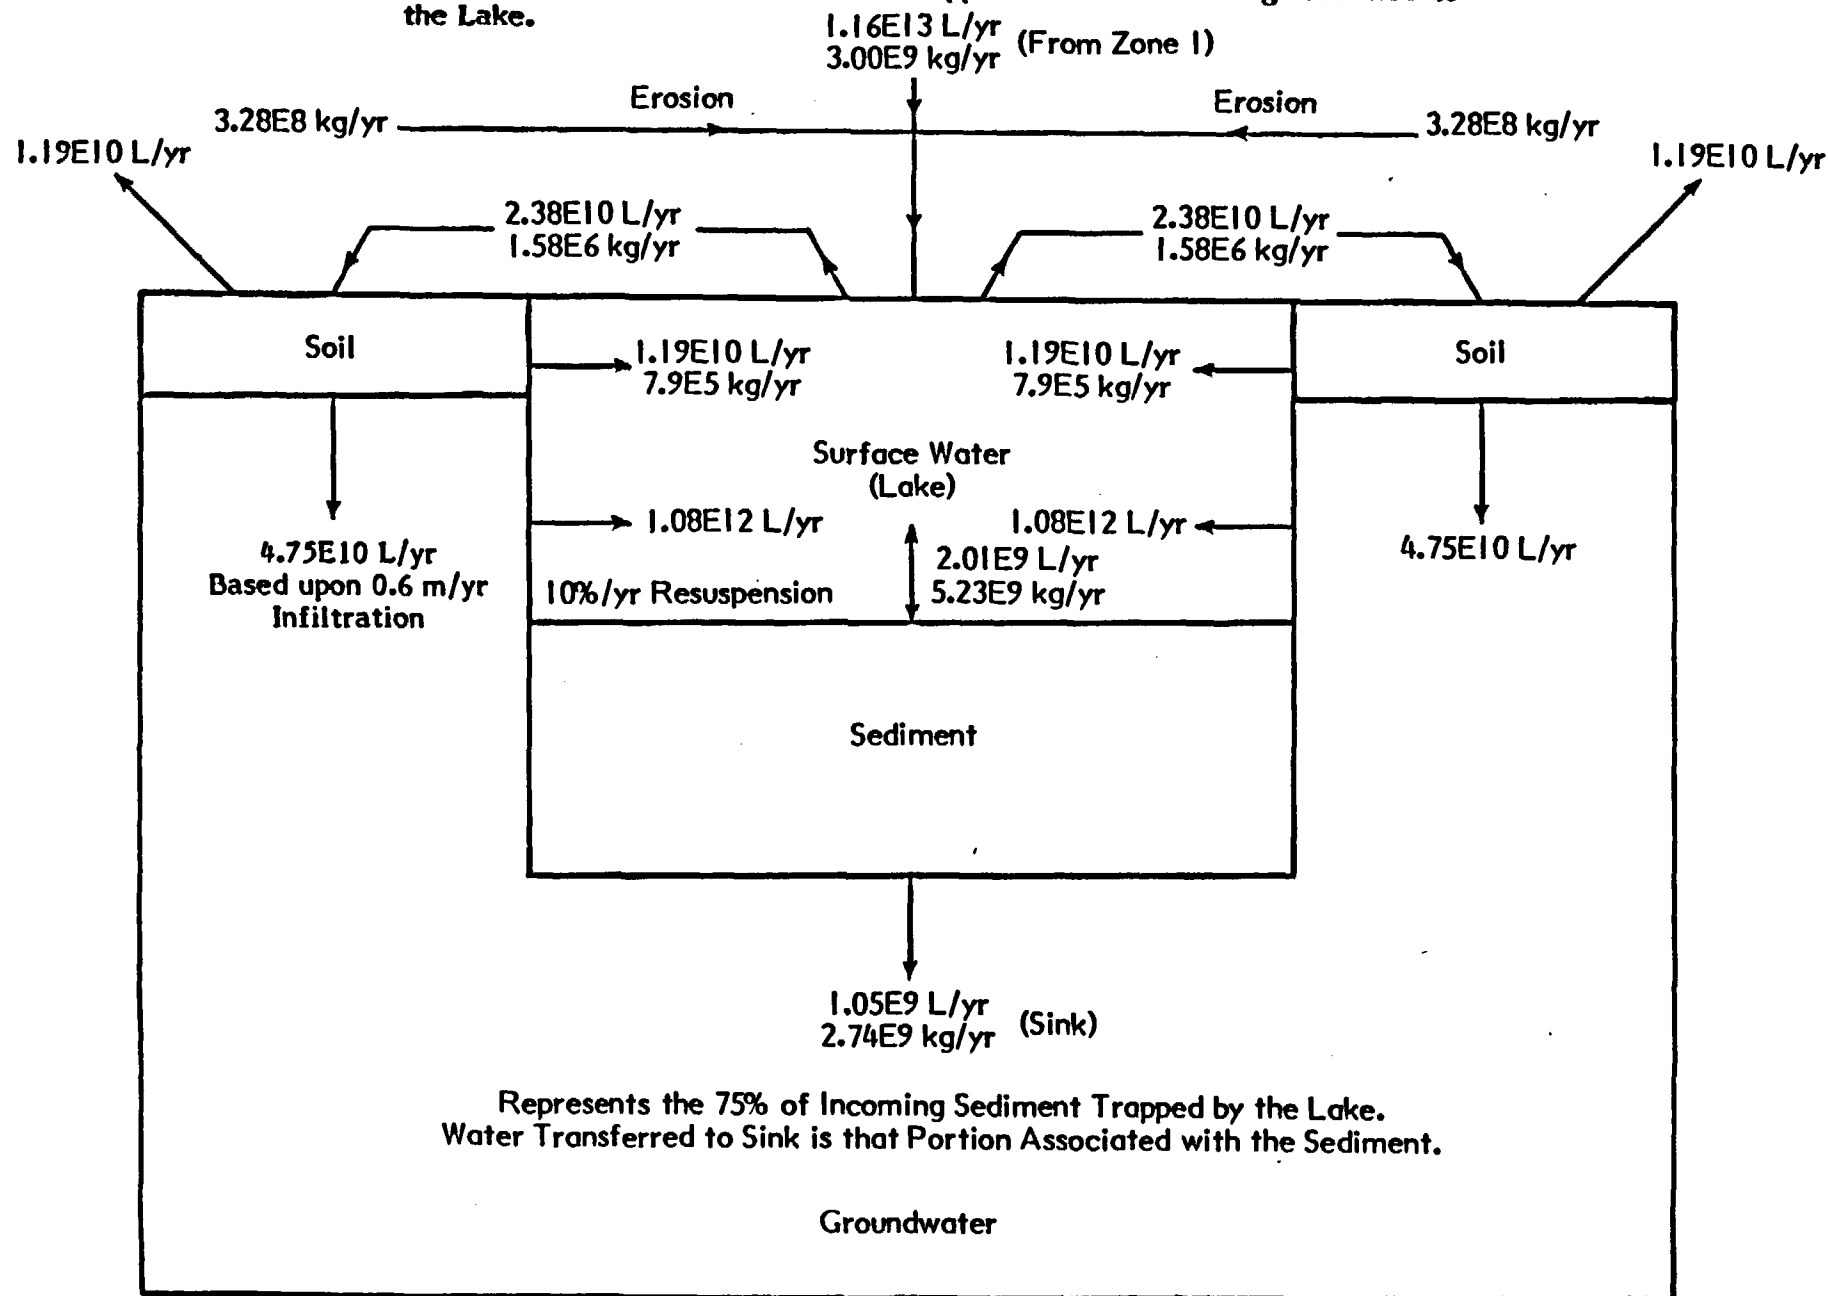 the Lake.
1.16E13 L/yr
3.00E9 kg/yr
(From Zone 1)
Erosion
Erosion
3.28E8 kg/yr
3.28E8 kg/yr
1.19E10 L/yr
1.19E10 L/yr
2.38E10 L/yr
1.58E6 kg/yr
2.38E10 L/yr
1.58E6 kg/yr
Soil
Soil
1.19E10 L/yr
7.9E5 kg/yr
1.19E10 L/yr
7.9E5 kg/yr
Surface Water
(Lake)
1.08E12 L/yr
1.08E12 L/yr
4.75E10 L/yr
Based upon 0.6 m/yr
Infiltration
4.75E10 L/yr
2.01E9 L/yr
5.23E9 kg/yr
10%/yr Resuspension
Sediment
1.05E9 L/yr
2.74E9 kg/yr
(Sink)
Represents the 75% of Incoming Sediment Trapped by the Lake.
Water Transferred to Sink is that Portion Associated with the Sediment.
Groundwater